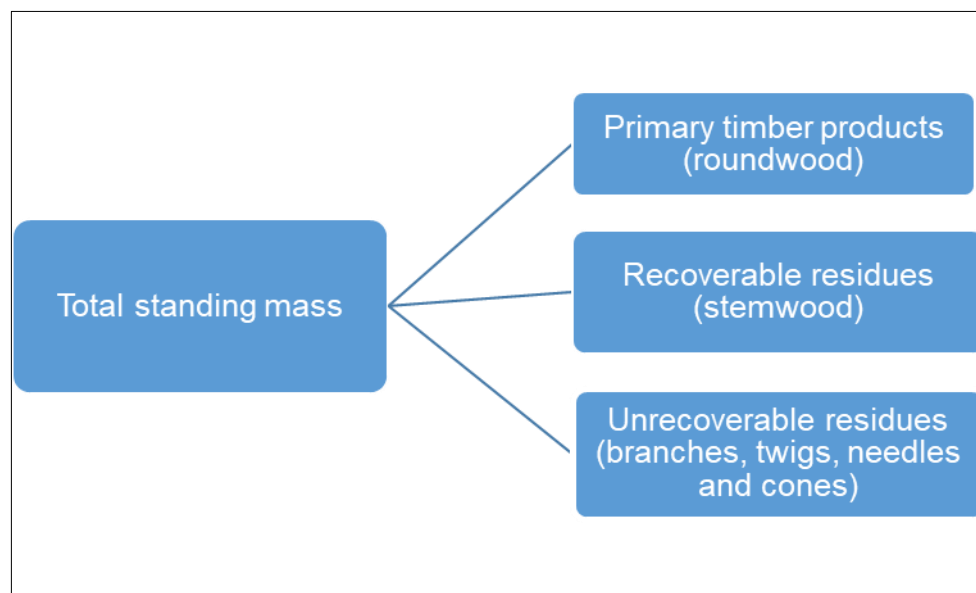 Primary timber products
(roundwood)
Total standing mass
Recoverable residues
(stemwood)
Unrecoverable residues
(branches, twigs, needles
and cones)